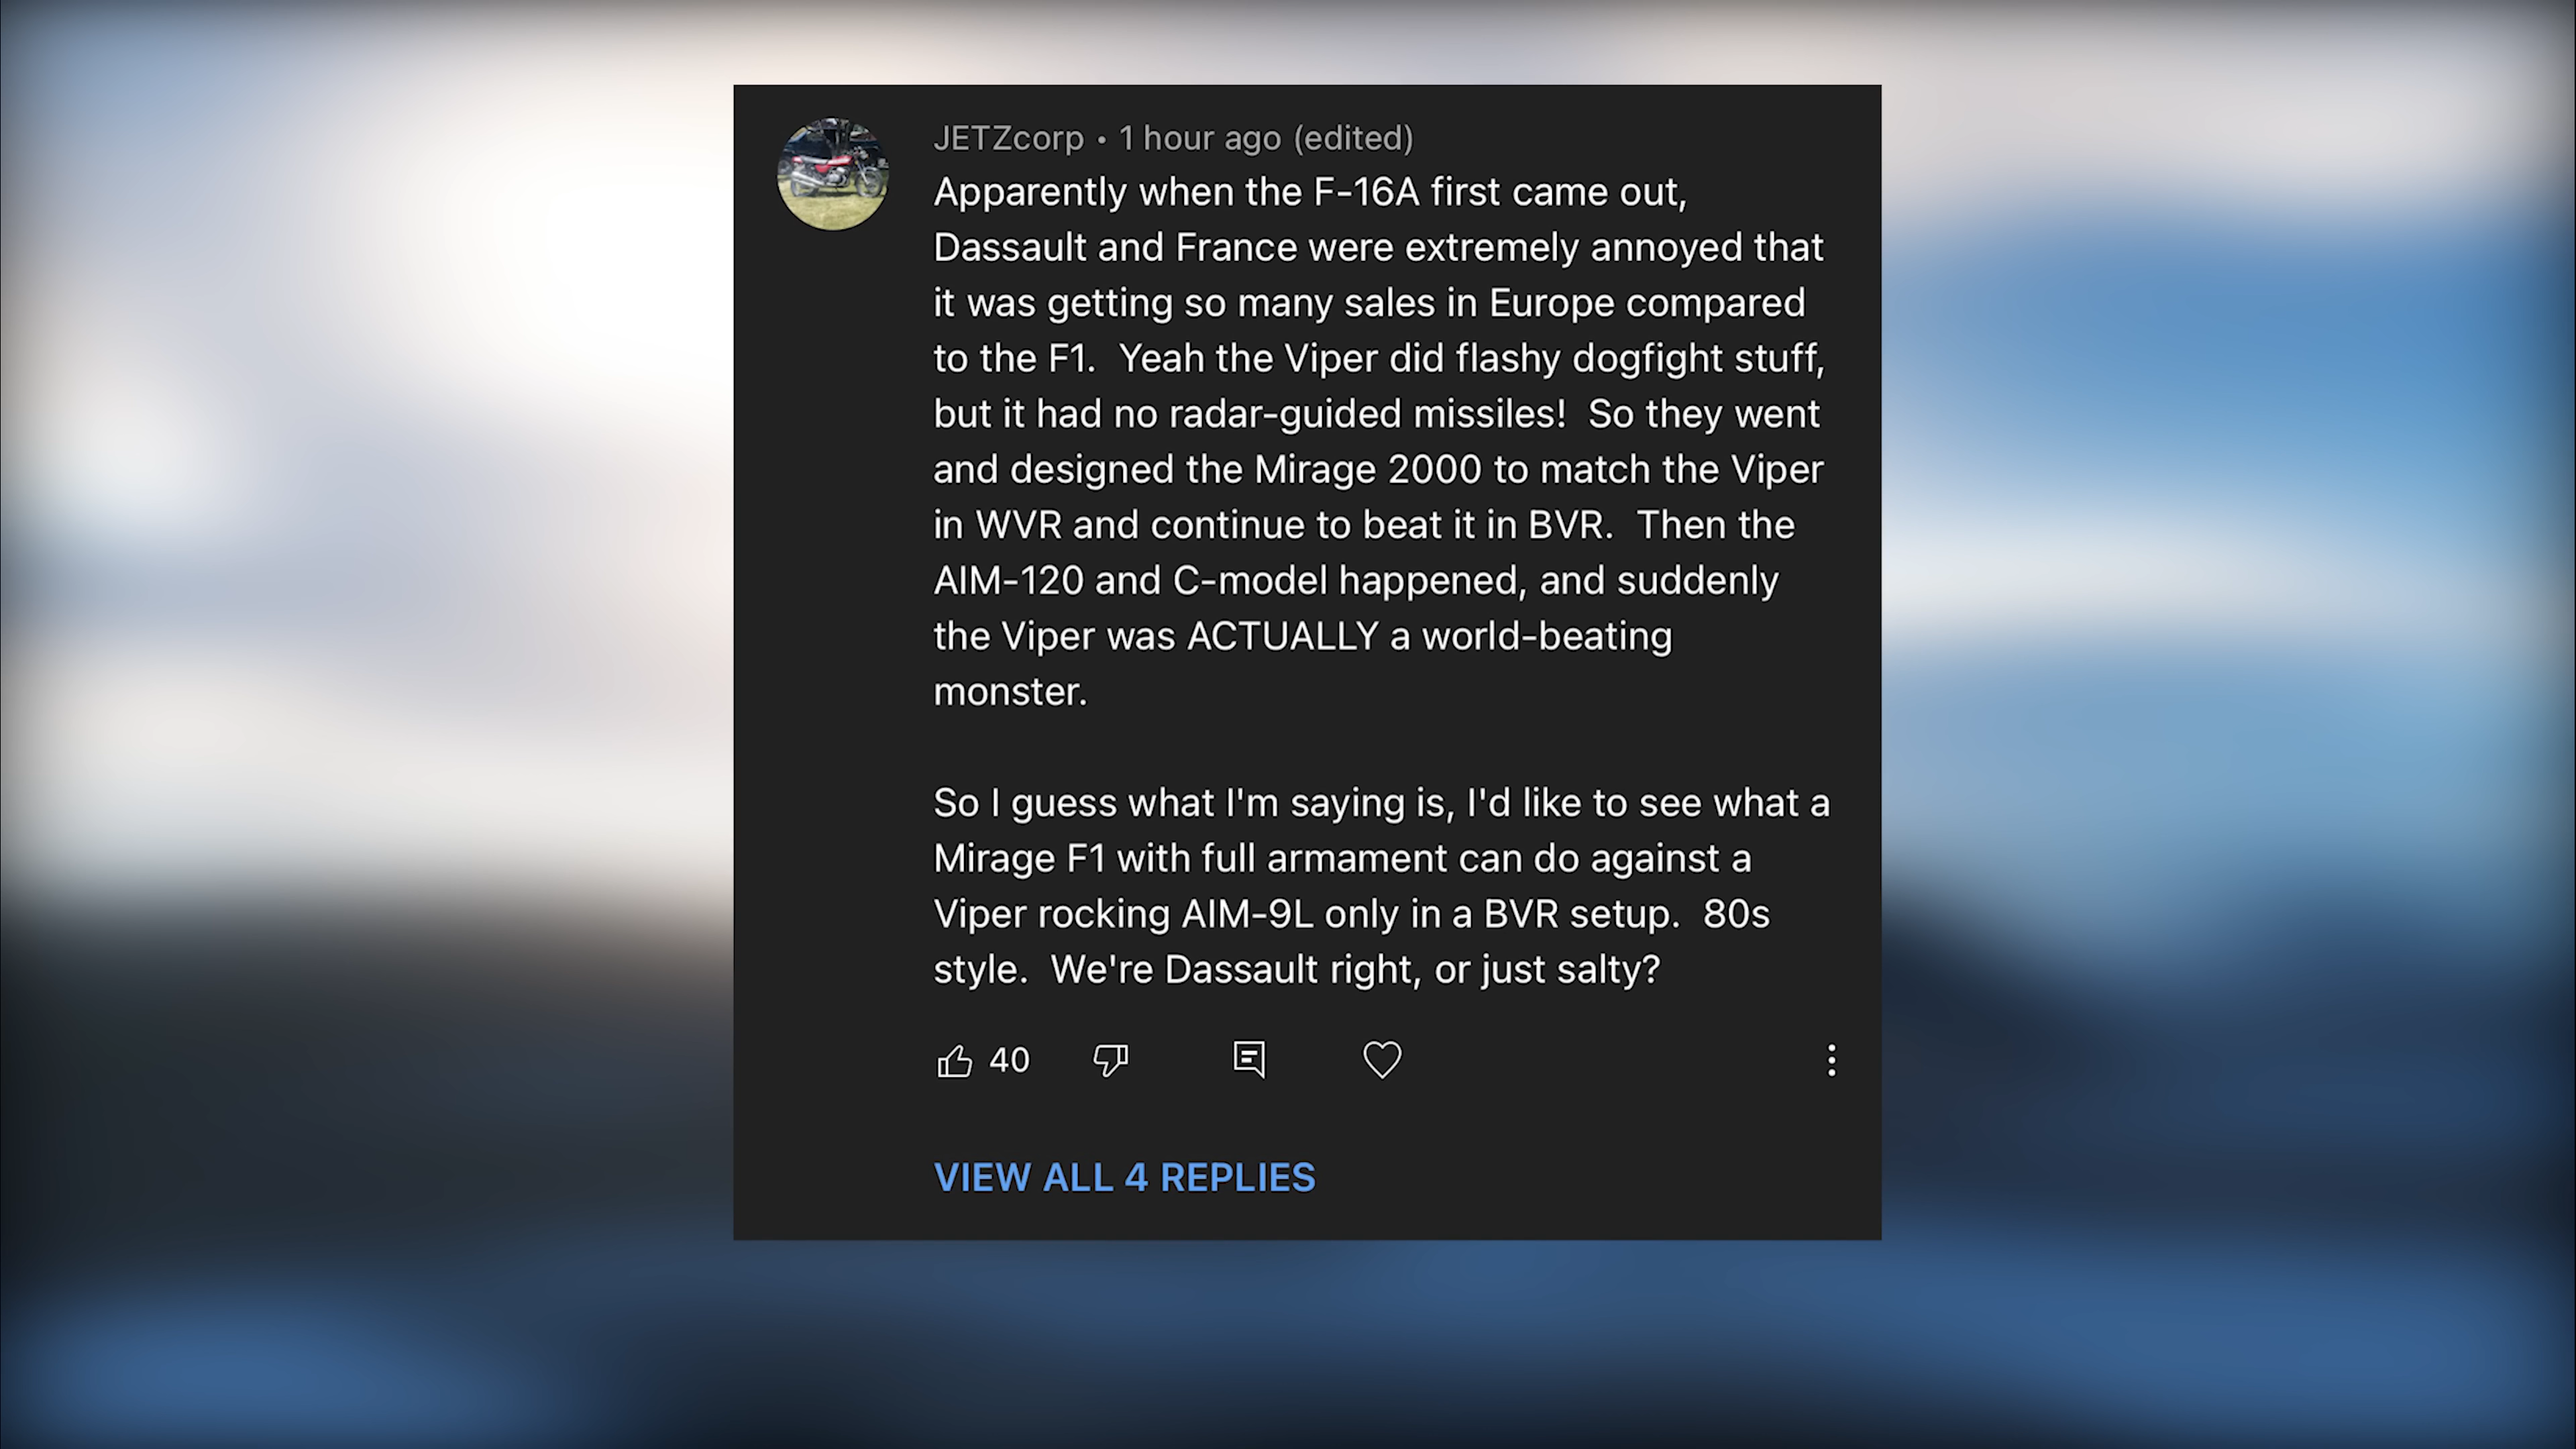 JETZcorp • 1 hour ago (edited)
Apparently when the F-16A first came out,
Dassault and France were extremely annoyed that
it was getting so many sales in Europe compared
to the F1.  Yeah the Viper did flashy dogfight stuff,
but it had no radar-guided missiles!  So they went
and designed the Mirage 2000 to match the Viper
in WVR and continue to beat it in BVR.  Then the
AIM-120 and C-model happened, and suddenly
the Viper was ACTUALLY a world-beating
monster.
So I guess what I'm saying is, I'd like to see what a
Mirage F1 with full armament can do against a
Viper rocking AIM-9L only in a BVR setup.  80s
style.  We're Dassault right, or just salty?
40
VIEW ALL 4 REPLIES